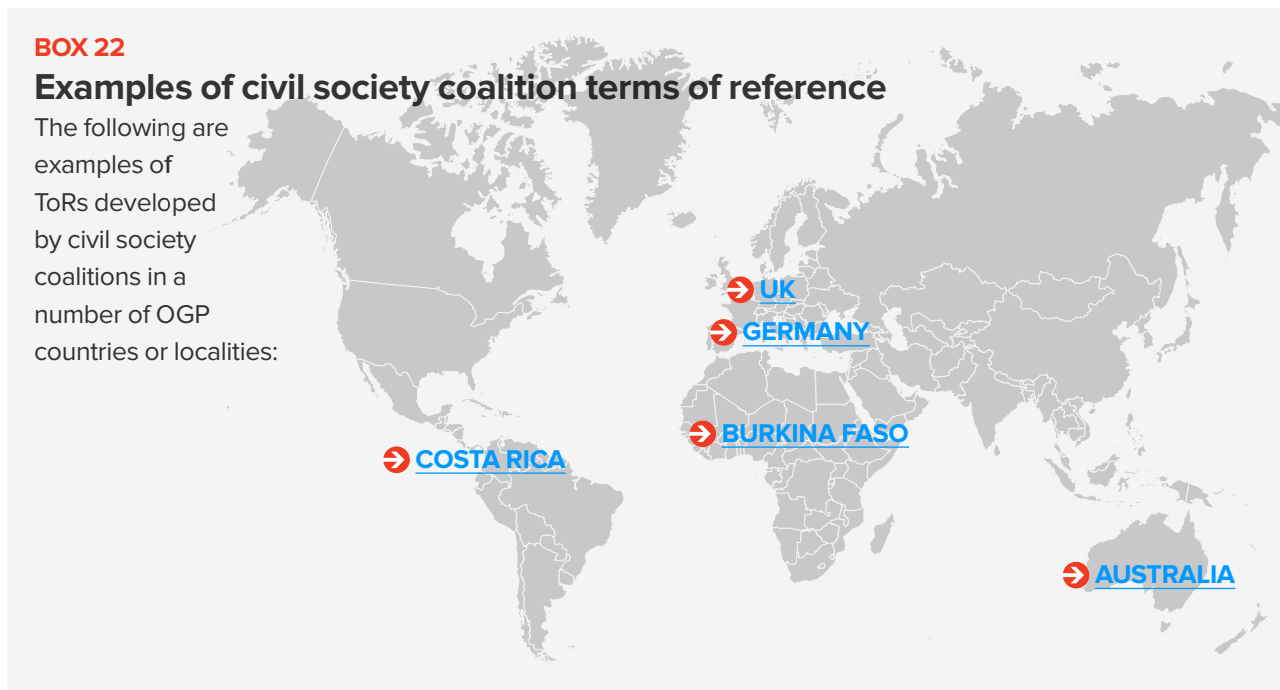 BOX 22
Examples of civil society coalition terms of reference
The following are
examples of
ToRs developed
by civil society
coalitions in a
number of OGP
countries or localities:
UK
GERMANY
BURKINA FASO
COSTA RICA
AUSTRALIA